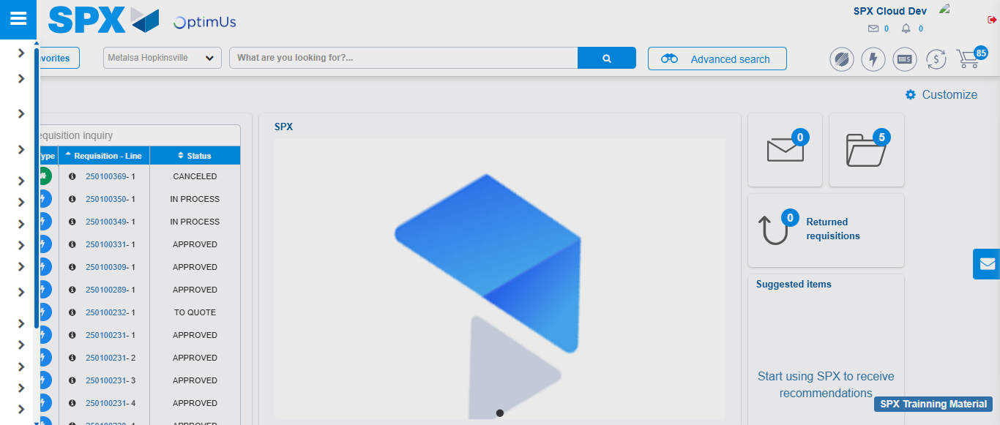 SPX OptimUs
SPX Cloud Dev
0 0
vorites
Metalsa Hopkinsville
What are you looking for?...
Advanced search
85
Customize
equisition inquiry
ype Requisition - Line Status
250100369- 1 CANCELED
250100350- 1 IN PROCESS
250100349- 1 IN PROCESS
250100331- 1 APPROVED
250100309- 1 APPROVED
250100289- 1 APPROVED
250100232- 1 TO QUOTE
250100231- 1 APPROVED
250100231- 2 APPROVED
250100231- 3 APPROVED
250100231- 4 APPROVED
SPX
0
5
0
Returned
requisitions
Suggested items
Start using SPX to receive
recommendations
SPX Trainning Material